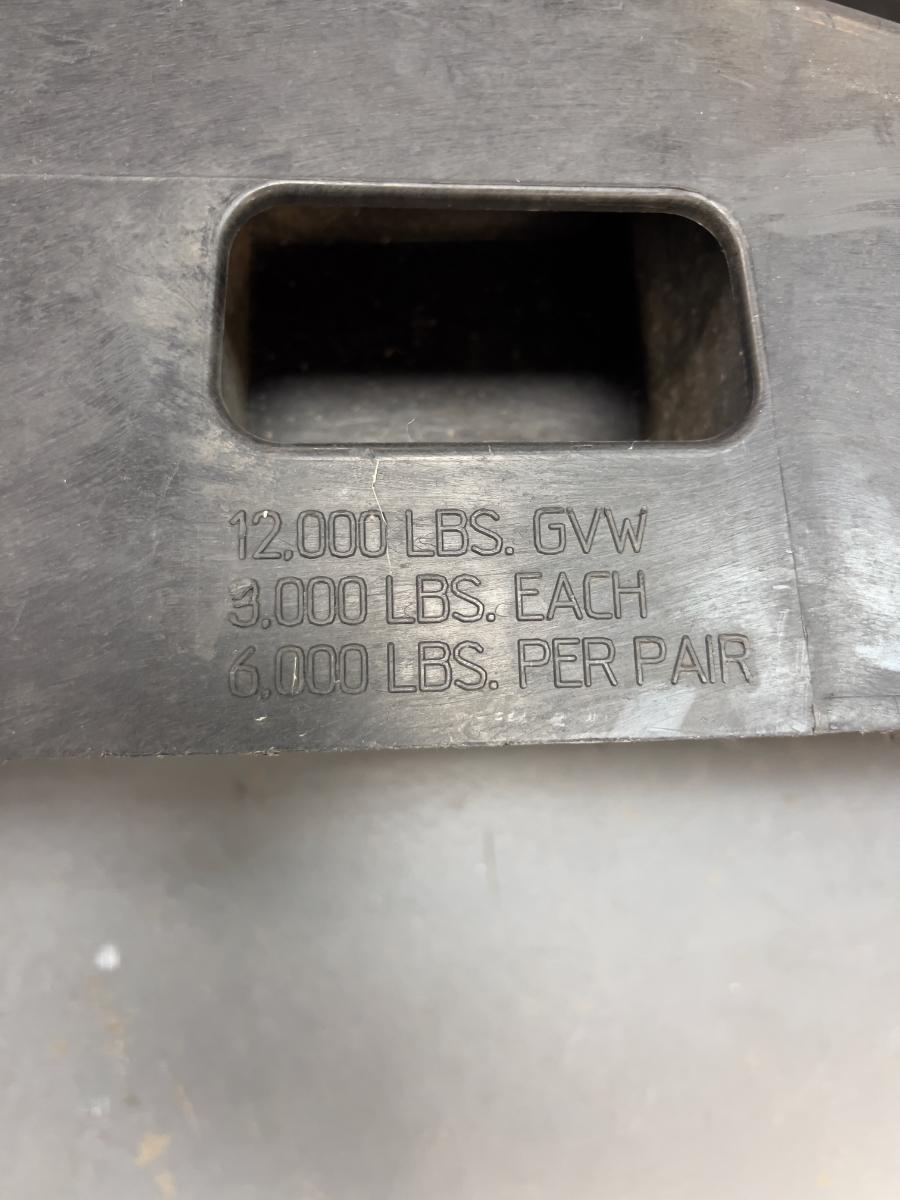 12,000 LBS. GVW
3,000 LBS. EACH
6,000 LBS. PER PAIR